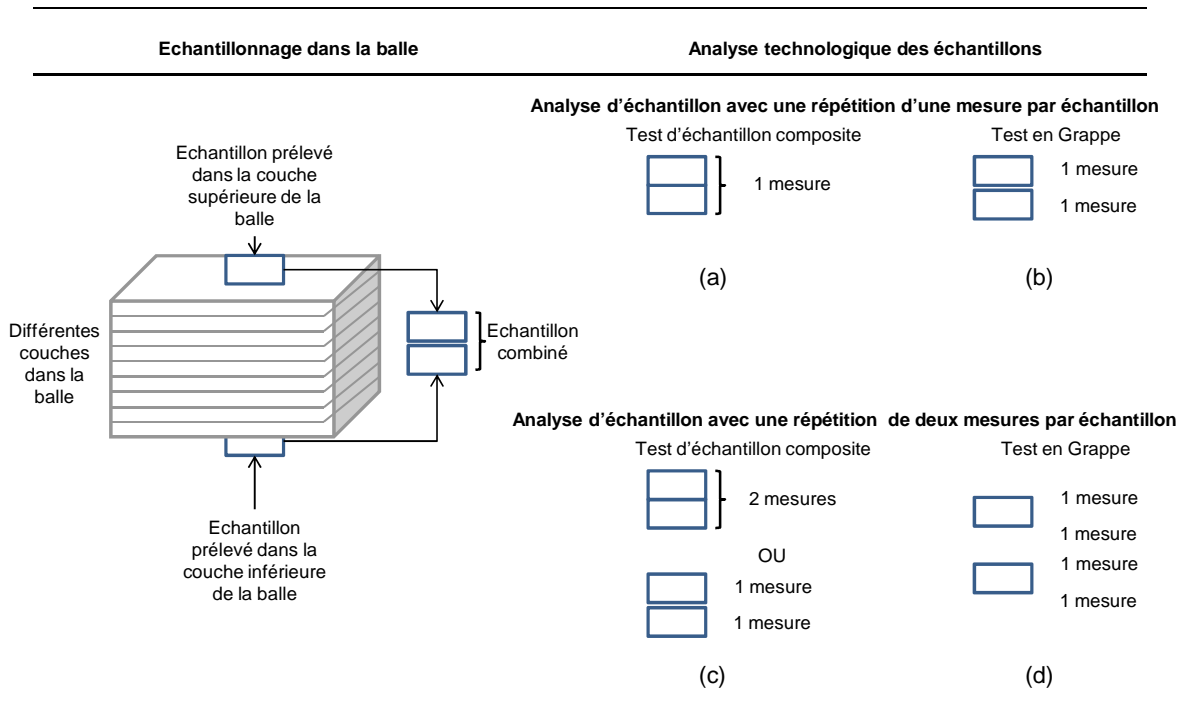 Echantillonnage dans la balle
Analyse technologique des échantillons
Echantillon prélevé
dans la couche
supérieure de la
balle
Différentes
couches
dans la
balle
Echantillon
combiné
Echantillon
prélevé dans la
couche inférieure
de la balle
Analyse d'échantillon avec une répétition d'une mesure par échantillon
Test d'échantillon composite
1 mesure
(a)
Test en Grappe
1 mesure
1 mesure
(b)
Analyse d'échantillon avec une répétition de deux mesures par échantillon
Test d'échantillon composite
2 mesures
OU
1 mesure
1 mesure
(c)
Test en Grappe
1 mesure
1 mesure
1 mesure
1 mesure
(d)